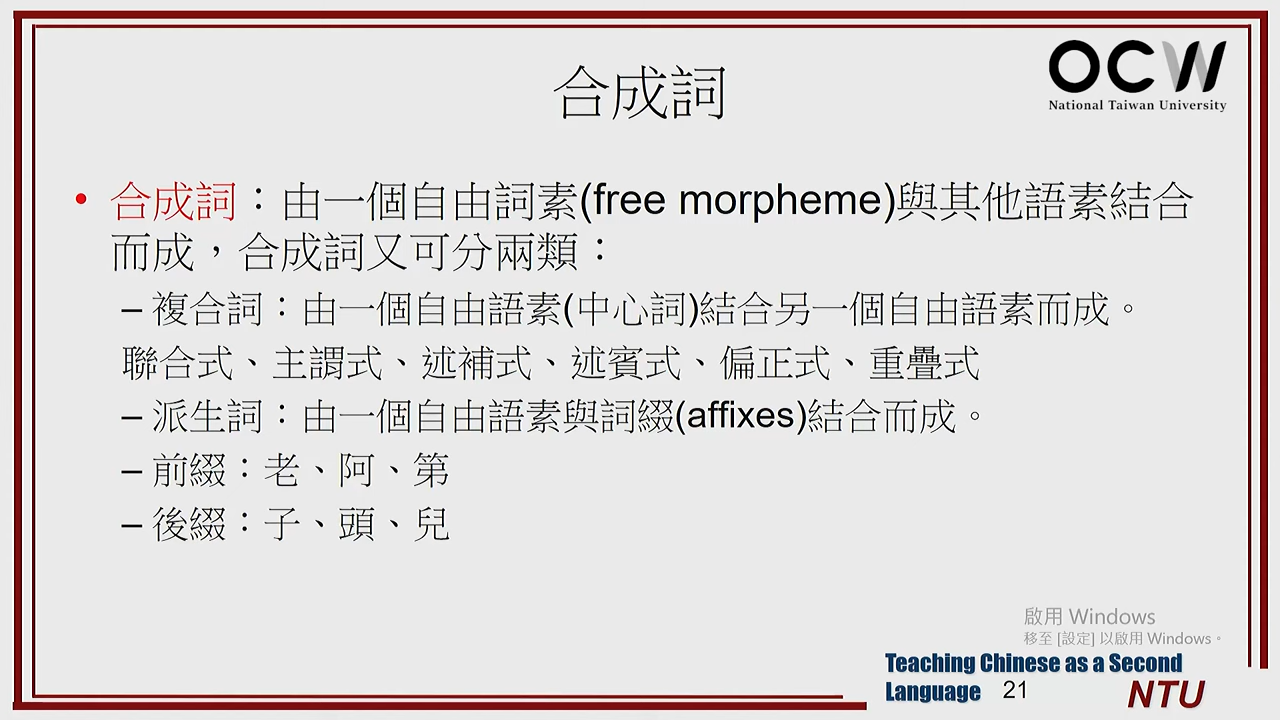 OCW
National Taiwan University
合成詞
• 合成詞：由一個自由詞素(free morpheme)與其他語素結合
而成，合成詞又可分兩類：
– 複合詞：由一個自由語素(中心詞)結合另一個自由語素而成。
聯合式、主謂式、述補式、述賓式、偏正式、重疊式
– 派生詞：由一個自由語素與詞綴(affixes)結合而成。
– 前綴：老、阿、第
– 後綴：子、頭、兒
啟用 Windows
移至 [設定] 以啟用 Windows。
Teaching Chinese as a Second
Language 21 NTU